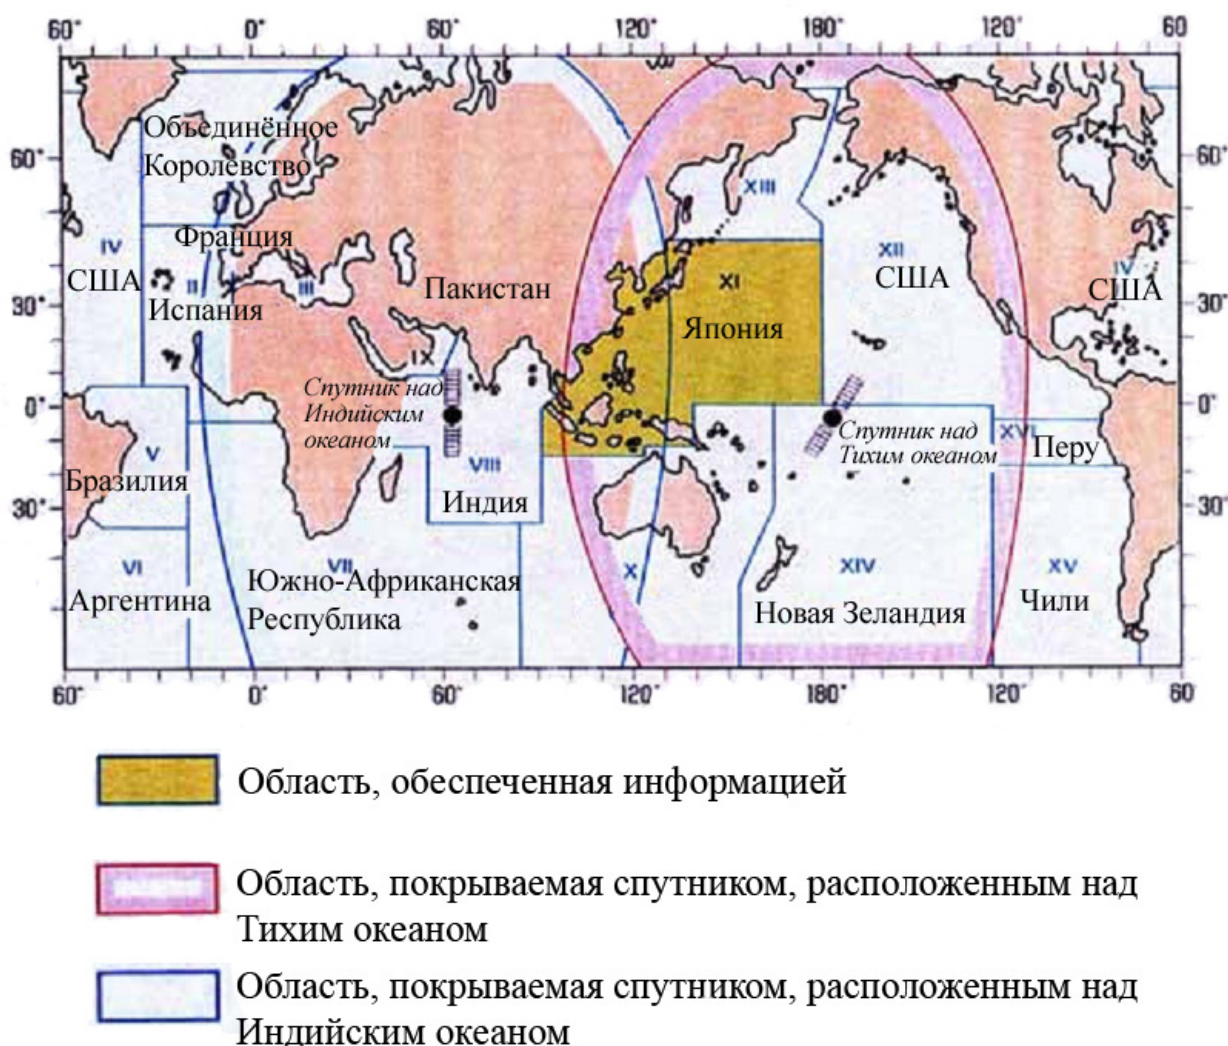 60° 0° 60° 120° 180° 120° 60
Объединённое
Королевство
60° 60°
XIII
Франция
IV XII
США II III Пакистан XI США IV
США
30° Испания 30°
Япония
IX
Спутник над
Индийским
океаном
0° 0°
Спутник над
Тихим океаном
XVI
Перу
V VIII
Бразилия
Индия
30° 30°
VI VII X XIV XV
Южно-Африканская
Республика
Аргентина
Новая Зеландия
Чили
60° 0° 60° 120° 180° 120° 60
Область, обеспеченная информацией
Область, покрываемая спутником, расположенным над
Тихим океаном
Область, покрываемая спутником, расположенным над
Индийским океаном